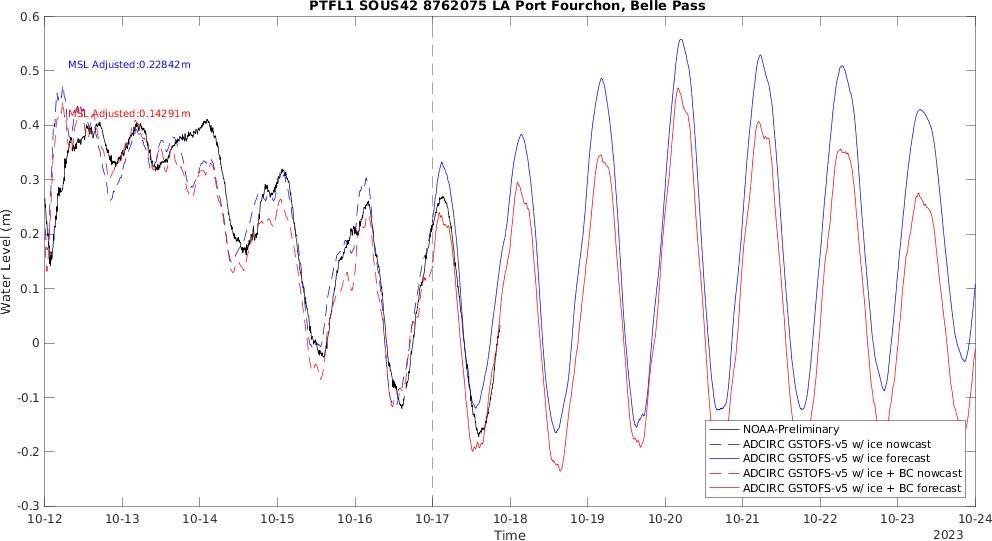 PTFL1 SOUS42 8762075 LA Port Fourchon, Belle Pass
0.6
0.5
0.4
0.3
0.2
0.1
0
-0.1
-0.2
-0.3
Water Level (m)
MSL Adjusted:0.22842m
MSL Adjusted:0.14291m
NOAA-Preliminary
ADCIRC GSTOFS-v5 w/ ice nowcast
ADCIRC GSTOFS-v5 w/ ice forecast
ADCIRC GSTOFS-v5 w/ ice + BC nowcast
ADCIRC GSTOFS-v5 w/ ice + BC forecast
10-12 10-13 10-14 10-15 10-16 10-17 10-18 10-19 10-20 10-21 10-22 10-23 10-24
Time
2023